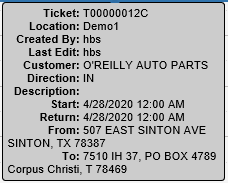 Ticket: T00000012C
Location: Demo1
Created By: hbs
Last Edit: hbs
Customer: O'REILLY AUTO PARTS
Direction: IN
Description:
Start: 4/28/2020 12:00 AM
Return: 4/28/2020 12:00 AM
From: 507 EAST SINTON AVE
SINTON, TX 78387
To: 7510 IH 37, PO BOX 4789
Corpus Christi, T 78469